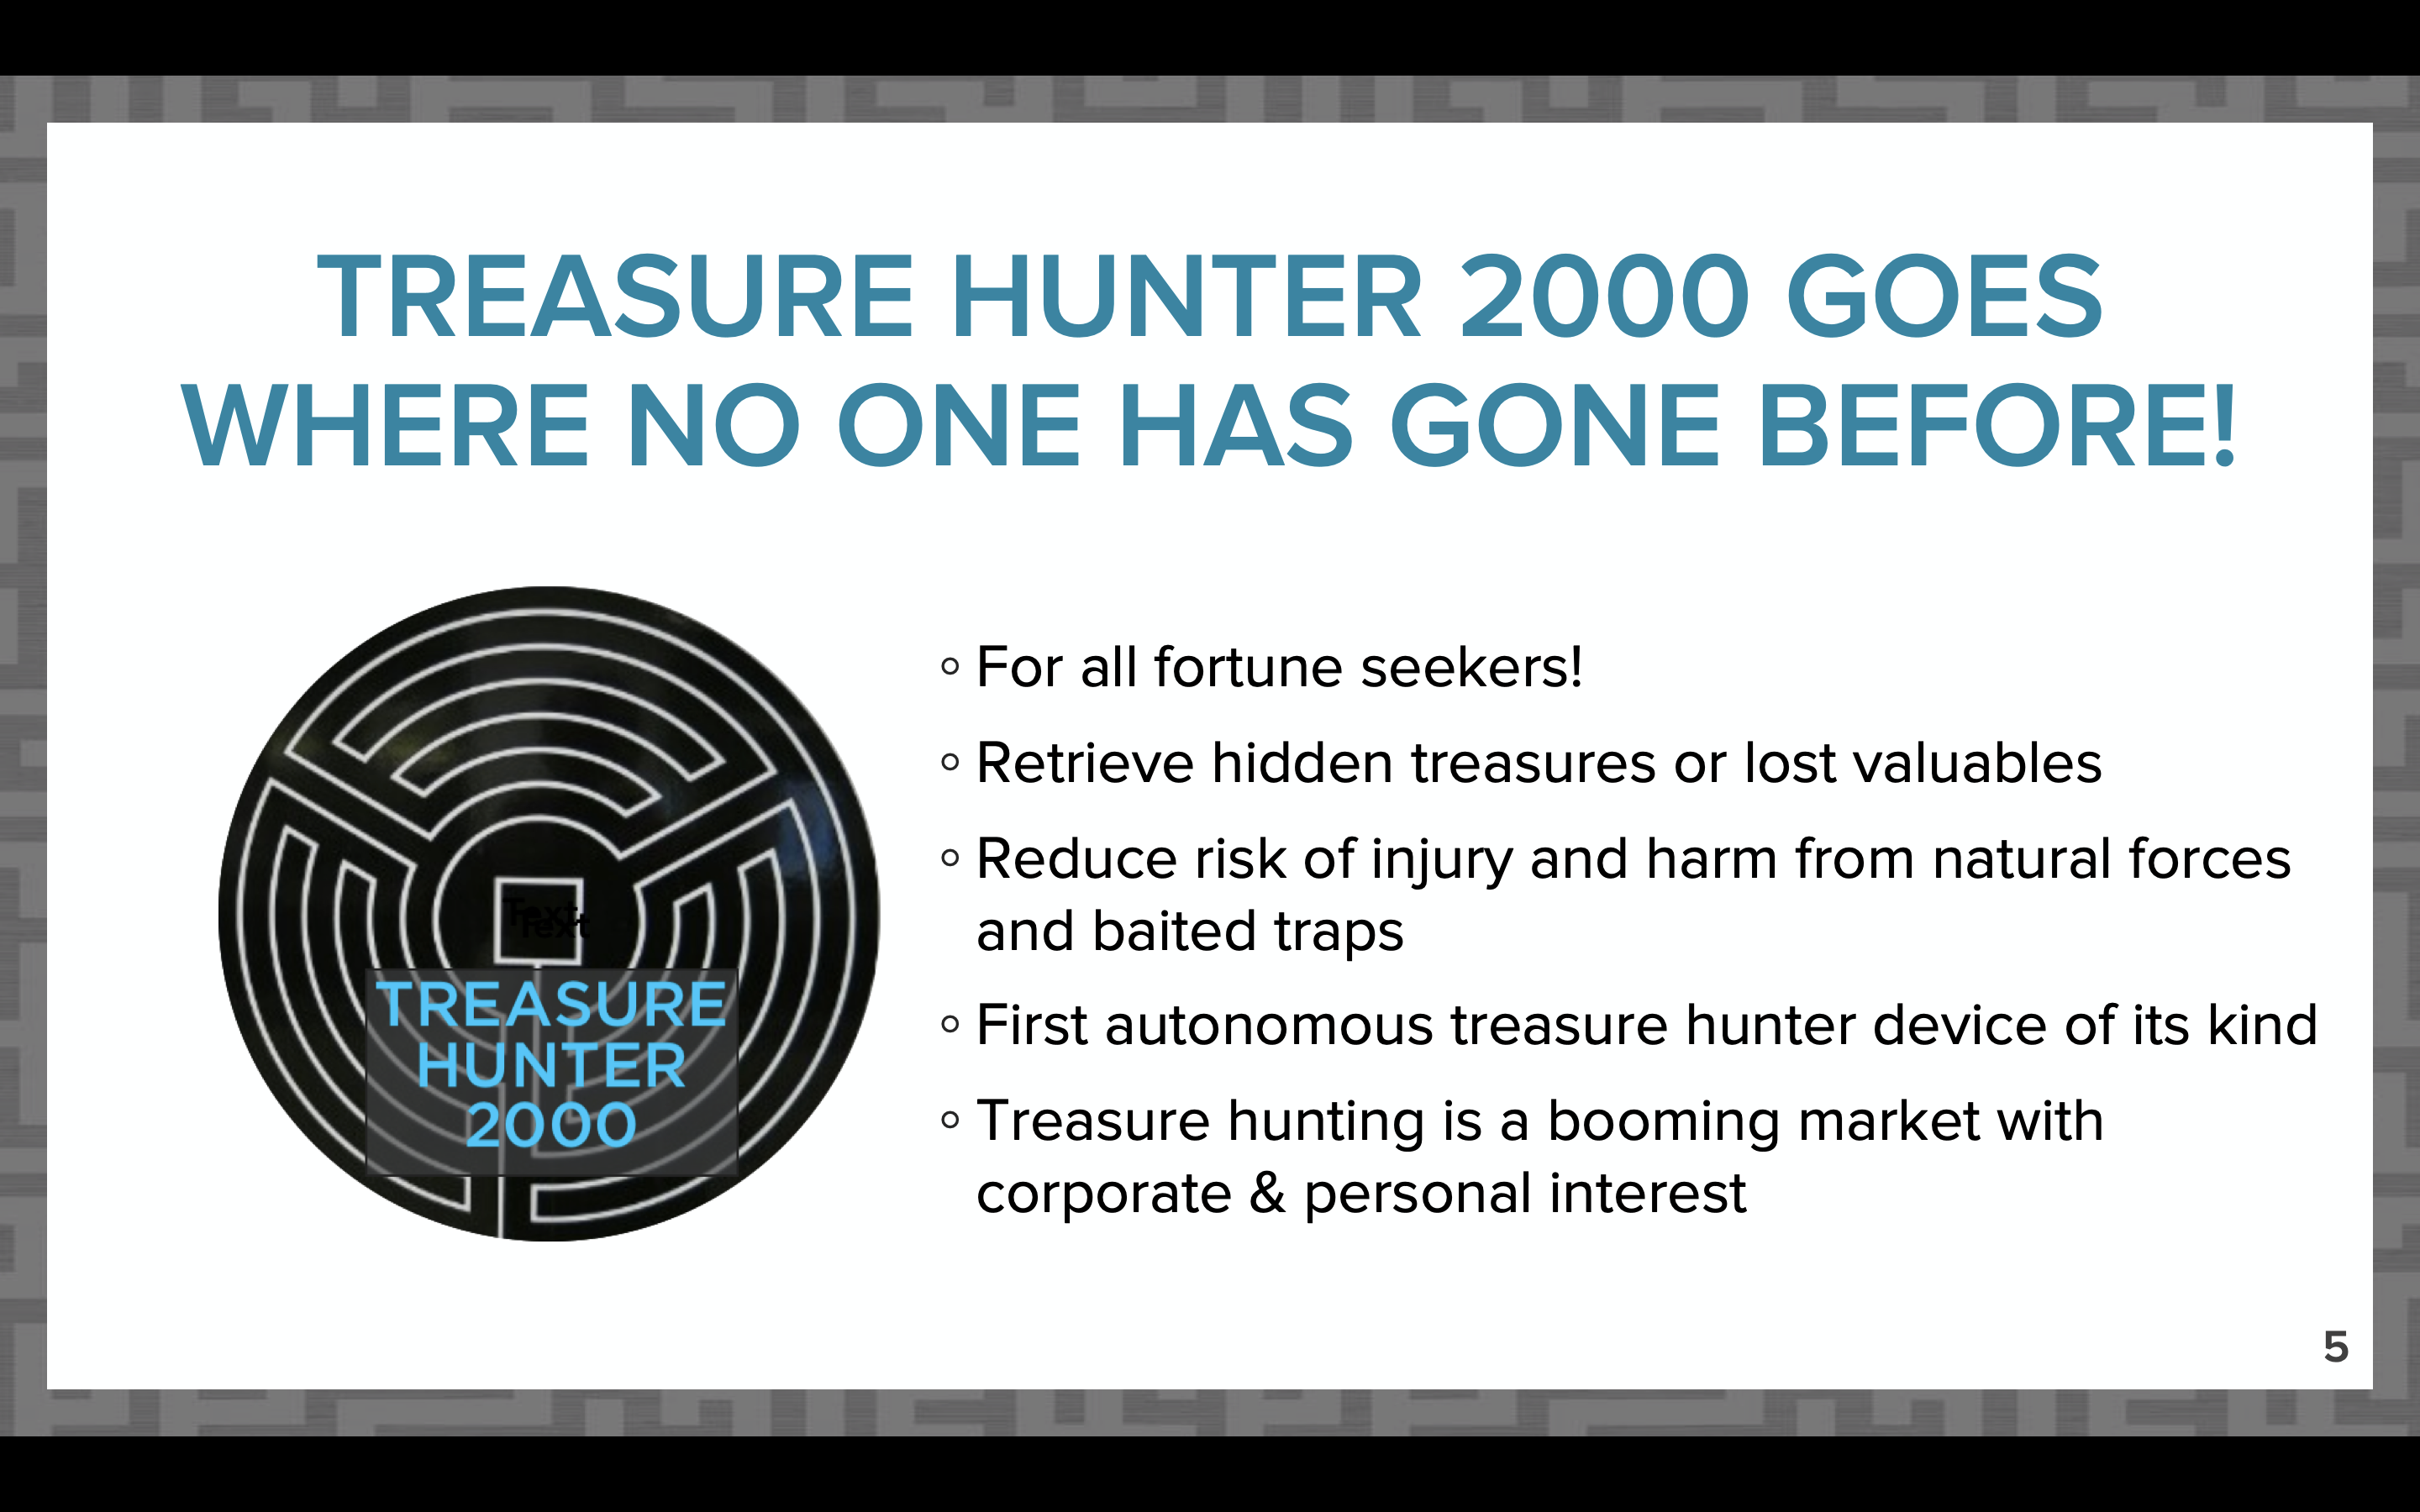 TREASURE HUNTER 2000 GOES
WHERE NO ONE HAS GONE BEFORE!
Text
Text
TREASURE
HUNTER
2000
◦ For all fortune seekers!
◦ Retrieve hidden treasures or lost valuables
◦ Reduce risk of injury and harm from natural forces
and baited traps
◦ First autonomous treasure hunter device of its kind
◦ Treasure hunting is a booming market with
corporate & personal interest
5